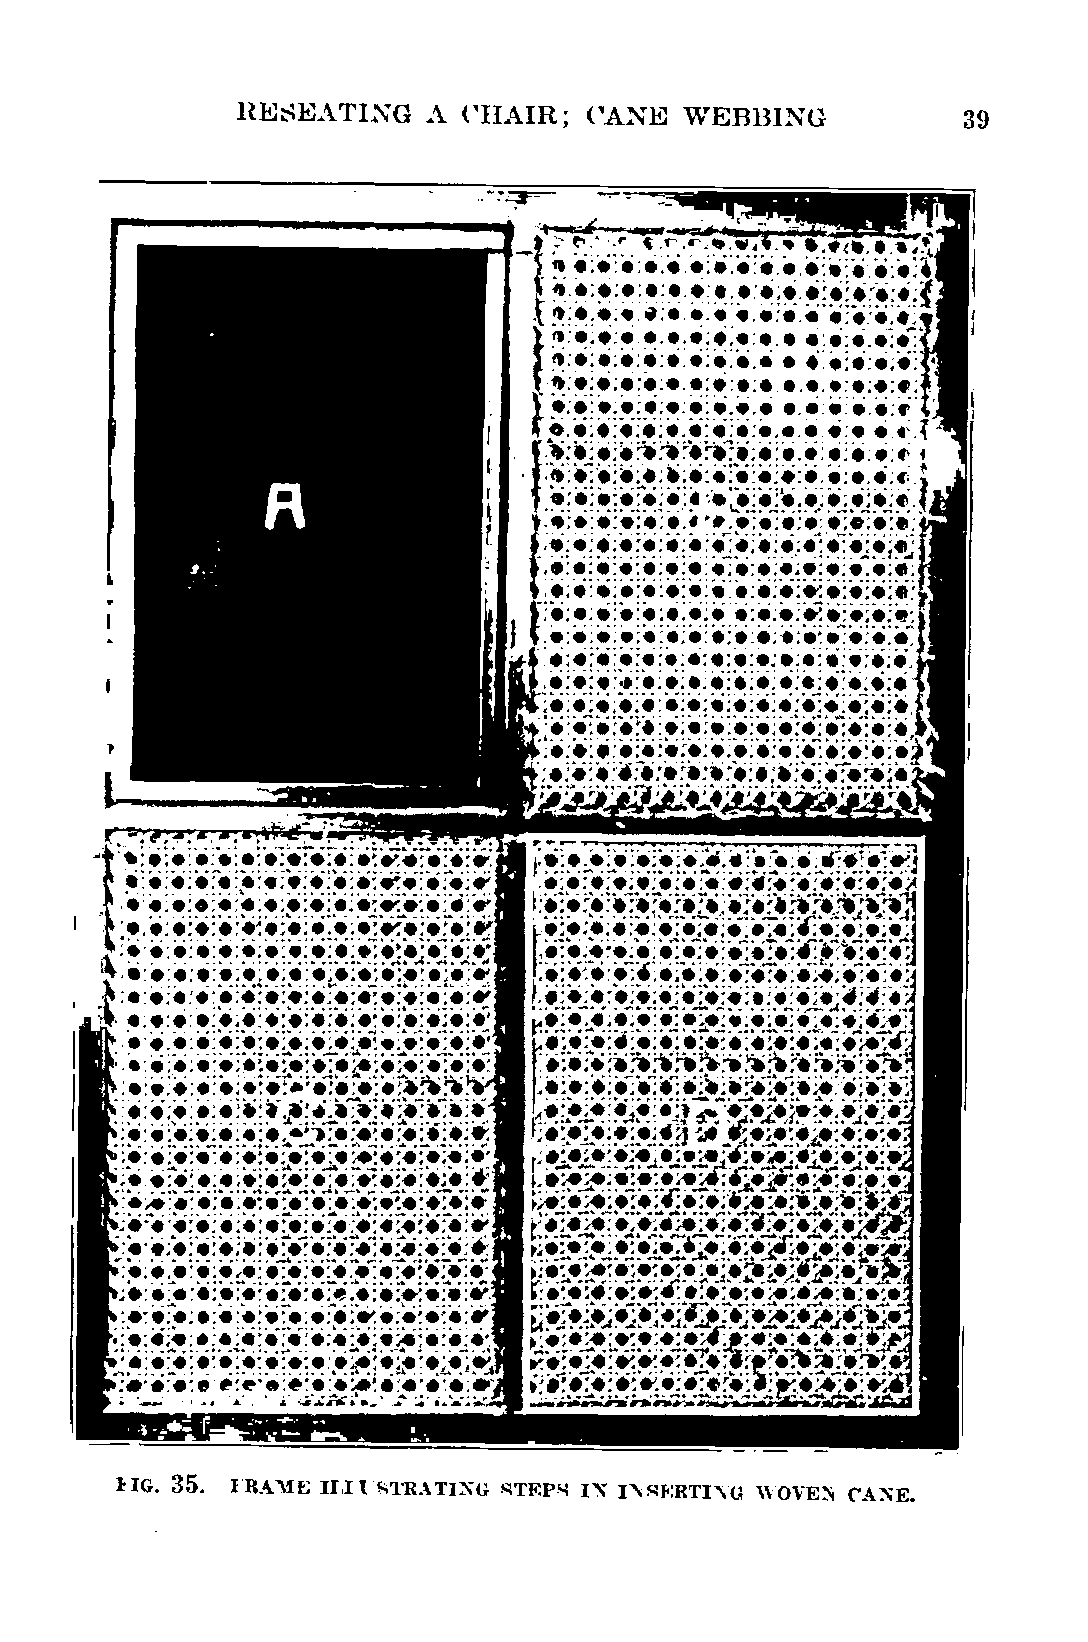 RESEATING A CHAIR; CANE WEBBING 39
A
C
D
FIG. 35. FRAME ILLUSTRATING STEPS IN INSERTING WOVEN CANE.